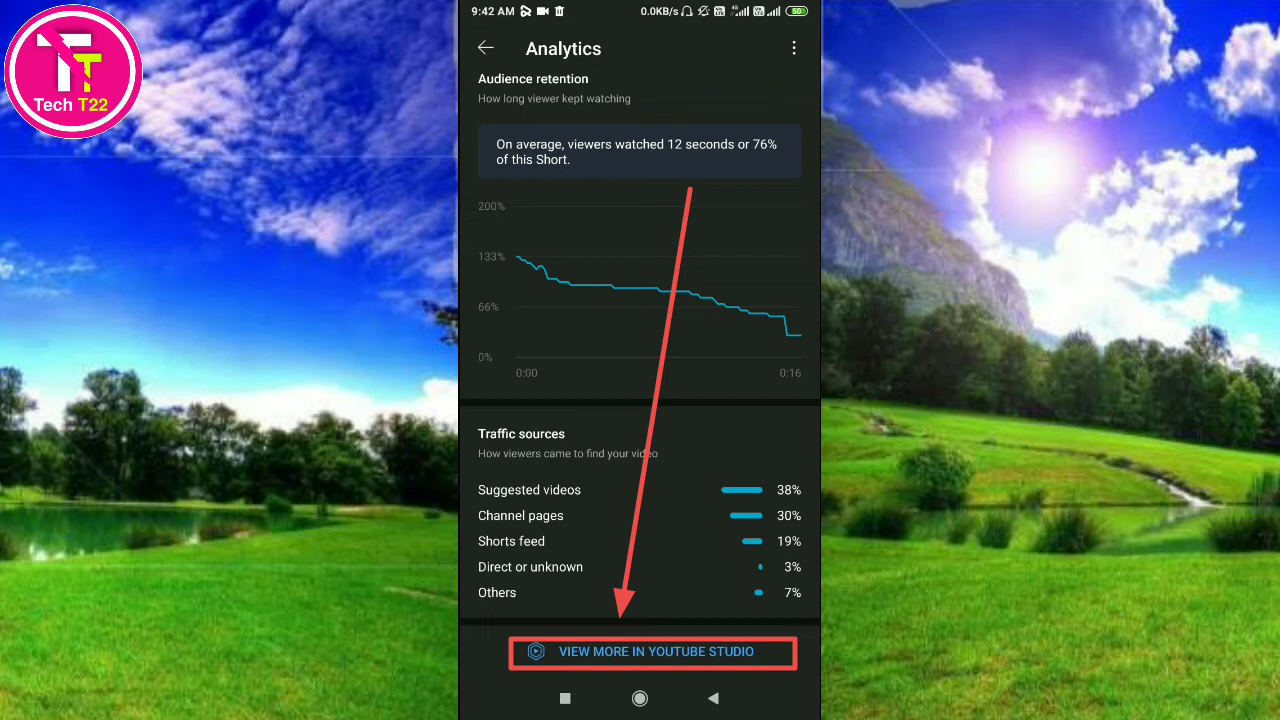 TT
Tech T22
9:42 AM
0.0KB/s
4G
50
Analytics
Audience retention
How long viewer kept watching
On average, viewers watched 12 seconds or 76%
of this Short.
200%
133%
66%
0%
0:00 0:16
Traffic sources
How viewers came to find your video
Suggested videos 38%
Channel pages 30%
Shorts feed 19%
Direct or unknown 3%
Others 7%
VIEW MORE IN YOUTUBE STUDIO